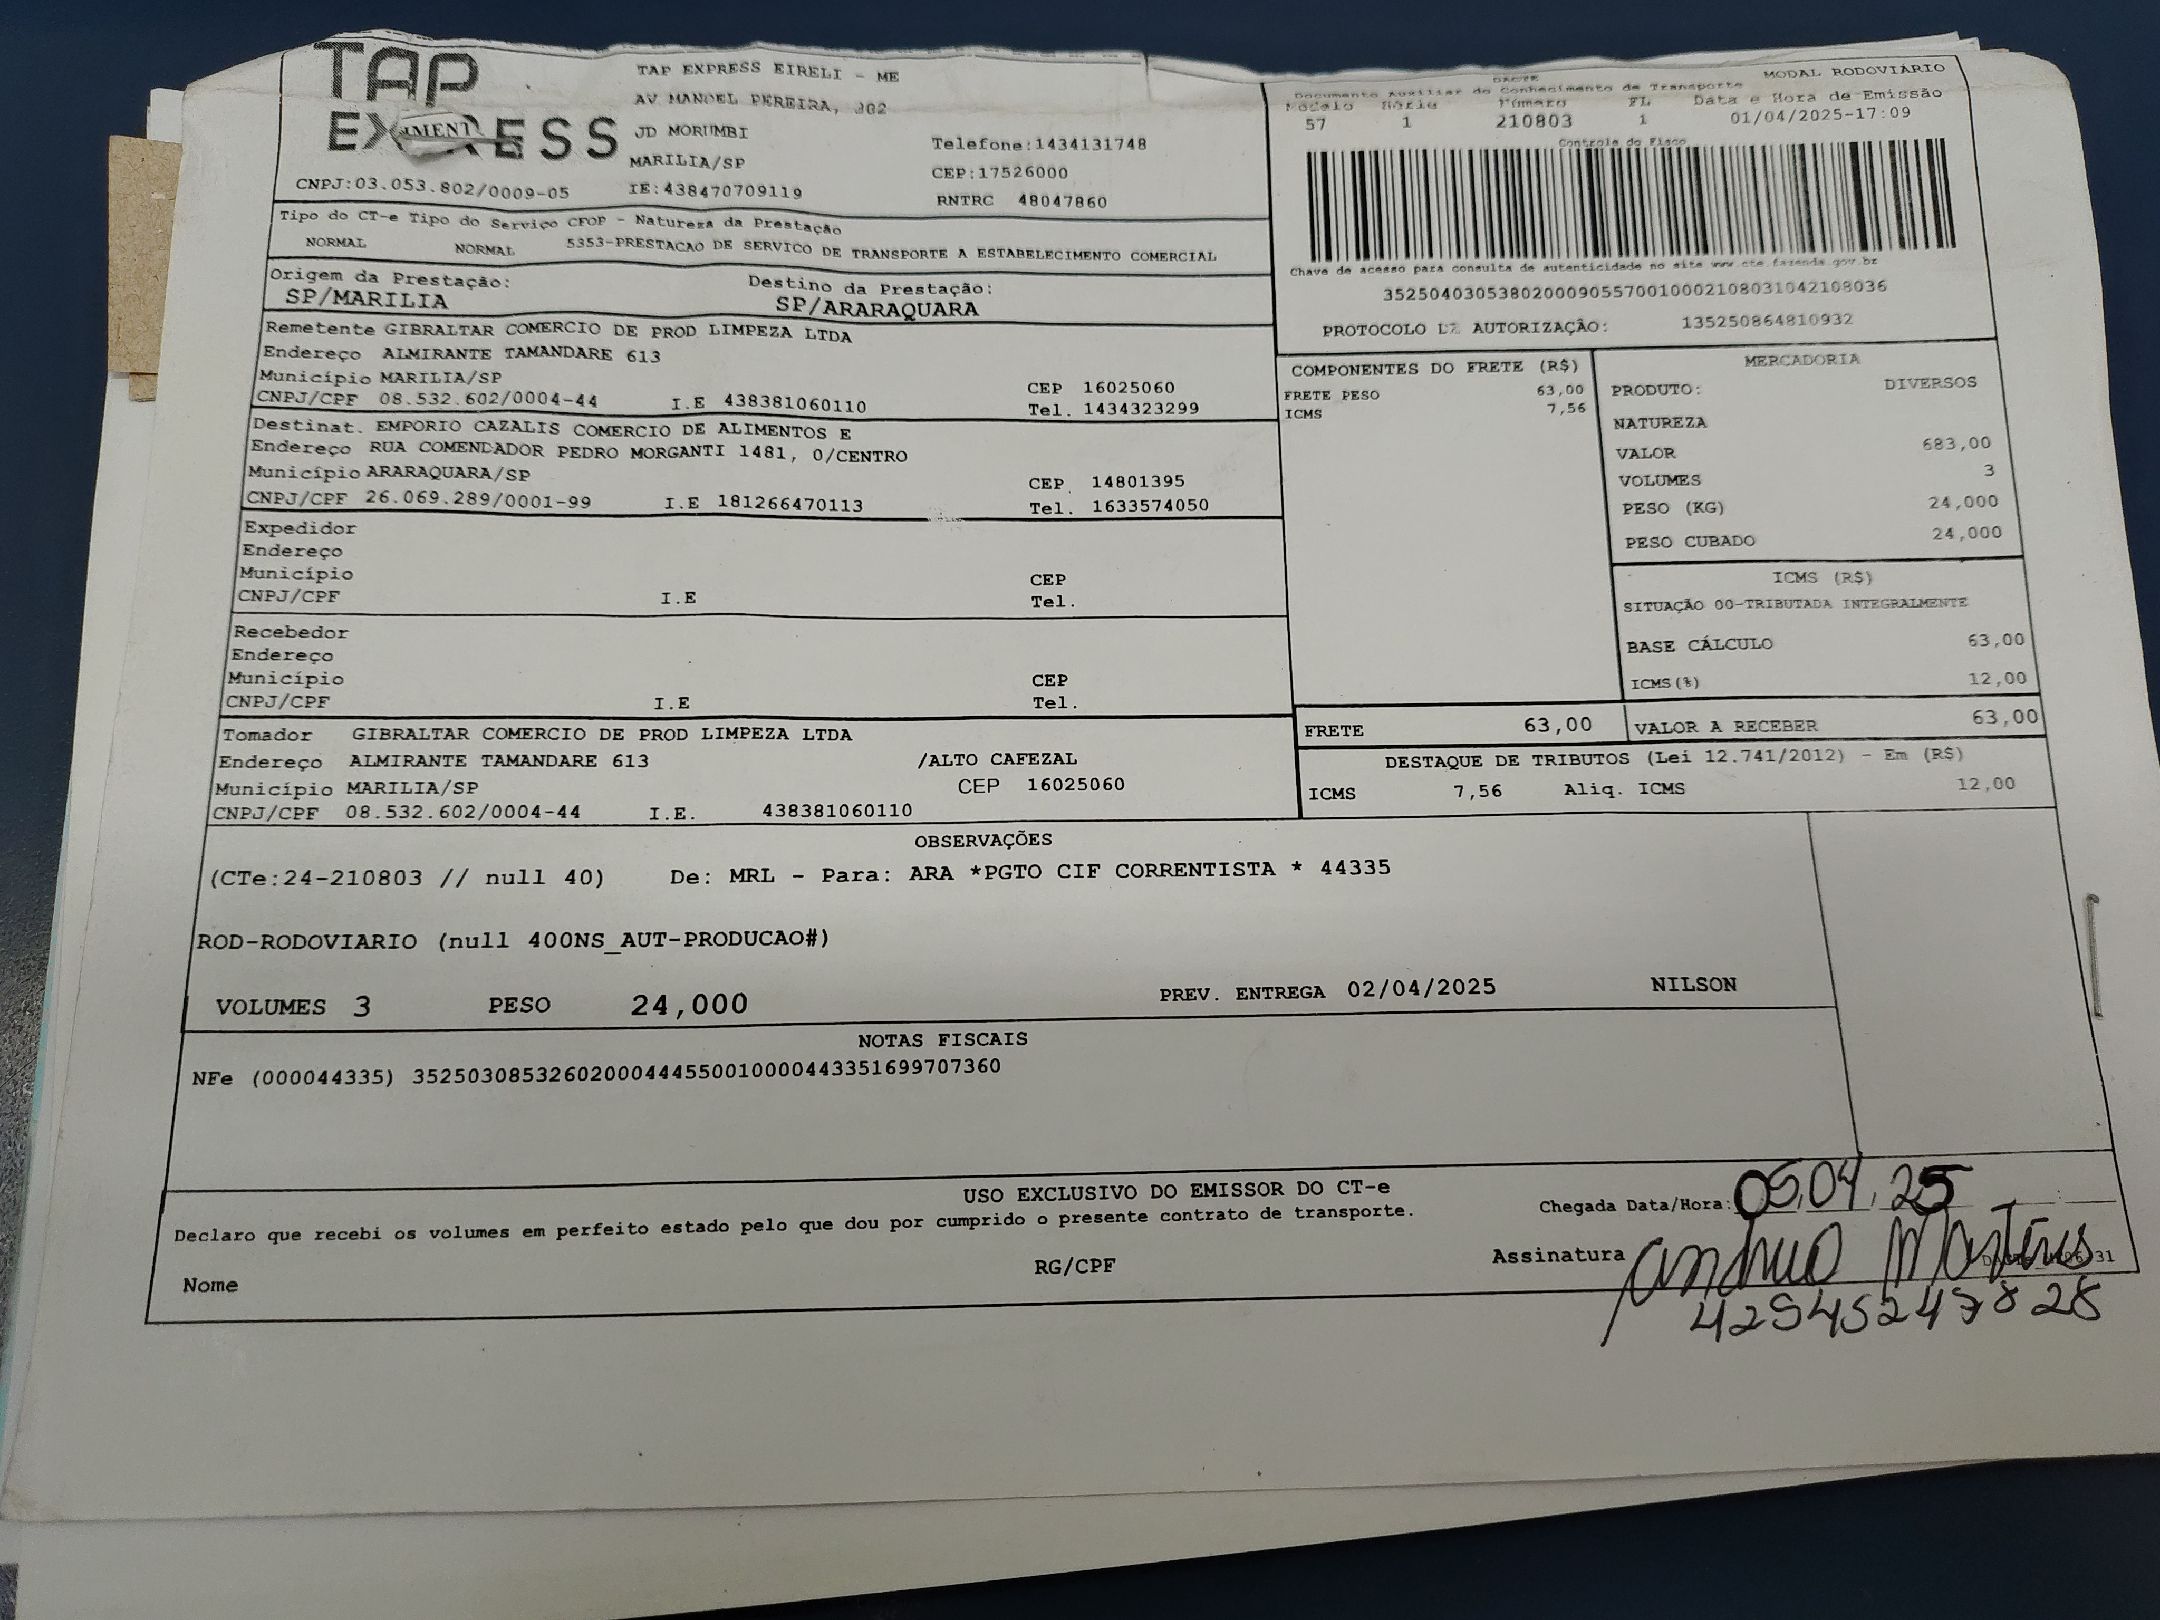 TAP
EXPRESS
IMENT
CNPJ:03.053.802/0009-05
TAP EXPRESS EIRELI - ME
AV MANOEL PEREIRA, 302
JD MORUMBI
MARILIA/SP
IE:438470709119
Telefone:1434131748
CEP:17526000
RNTRC 48047860
DACTE MODAL RODOVIÁRIO
Documento Auxiliar do Conhecimento de Transporte
Modelo Série Número FL Data e Hora de Emissão
57 1 210803 1 01/04/2025-17:09
Controle do Fisco
Chave de acesso para consulta de autenticidade no site www.cte.fazenda.gov.br
35250403053802000905570010002108031042108036
PROTOCOLO DE AUTORIZAÇÃO: 135250864810932
Tipo do CT-e Tipo do Serviço CFOP - Natureza da Prestação
NORMAL NORMAL 5353-PRESTACAO DE SERVICO DE TRANSPORTE A ESTABELECIMENTO COMERCIAL
Origem da Prestação: Destino da Prestação:
SP/MARILIA SP/ARARAQUARA
Remetente GIBRALTAR COMERCIO DE PROD LIMPEZA LTDA
Endereço ALMIRANTE TAMANDARE 613
Município MARILIA/SP CEP 16025060
CNPJ/CPF 08.532.602/0004-44 I.E 438381060110 Tel. 1434323299
Destinat. EMPORIO CAZALIS COMERCIO DE ALIMENTOS E
Endereço RUA COMENDADOR PEDRO MORGANTI 1481, 0/CENTRO
Município ARARAQUARA/SP CEP 14801395
CNPJ/CPF 26.069.289/0001-99 I.E 181266470113 Tel. 1633574050
Expedidor
Endereço
Município CEP
CNPJ/CPF I.E Tel.
Recebedor
Endereço
Município CEP
CNPJ/CPF I.E Tel.
Tomador GIBRALTAR COMERCIO DE PROD LIMPEZA LTDA
Endereço ALMIRANTE TAMANDARE 613 /ALTO CAFEZAL
Município MARILIA/SP CEP 16025060
CNPJ/CPF 08.532.602/0004-44 I.E. 438381060110
COMPONENTES DO FRETE (R$)
FRETE PESO 63,00
ICMS 7,56
MERCADORIA
PRODUTO: DIVERSOS
NATUREZA
VALOR 683,00
VOLUMES 3
PESO (KG) 24,000
PESO CUBADO 24,000
ICMS (R$)
SITUAÇÃO 00-TRIBUTADA INTEGRALMENTE
BASE CÁLCULO 63,00
ICMS(%) 12,00
FRETE 63,00 VALOR A RECEBER 63,00
DESTAQUE DE TRIBUTOS (Lei 12.741/2012) - Em (R$)
ICMS 7,56 Aliq. ICMS 12,00
OBSERVAÇÕES
(CTe:24-210803 // null 40) De: MRL - Para: ARA *PGTO CIF CORRENTISTA * 44335
ROD-RODOVIARIO (null 400NS_AUT-PRODUCAO#)
VOLUMES 3 PESO 24,000 PREV. ENTREGA 02/04/2025 NILSON
NOTAS FISCAIS
NFe (000044335) 35250308532602000444550010000443351699707360
USO EXCLUSIVO DO EMISSOR DO CT-e
Declaro que recebi os volumes em perfeito estado pelo que dou por cumprido o presente contrato de transporte.
Chegada Data/Hora: 05.04.25
Nome RG/CPF Assinatura Martins
42945247828